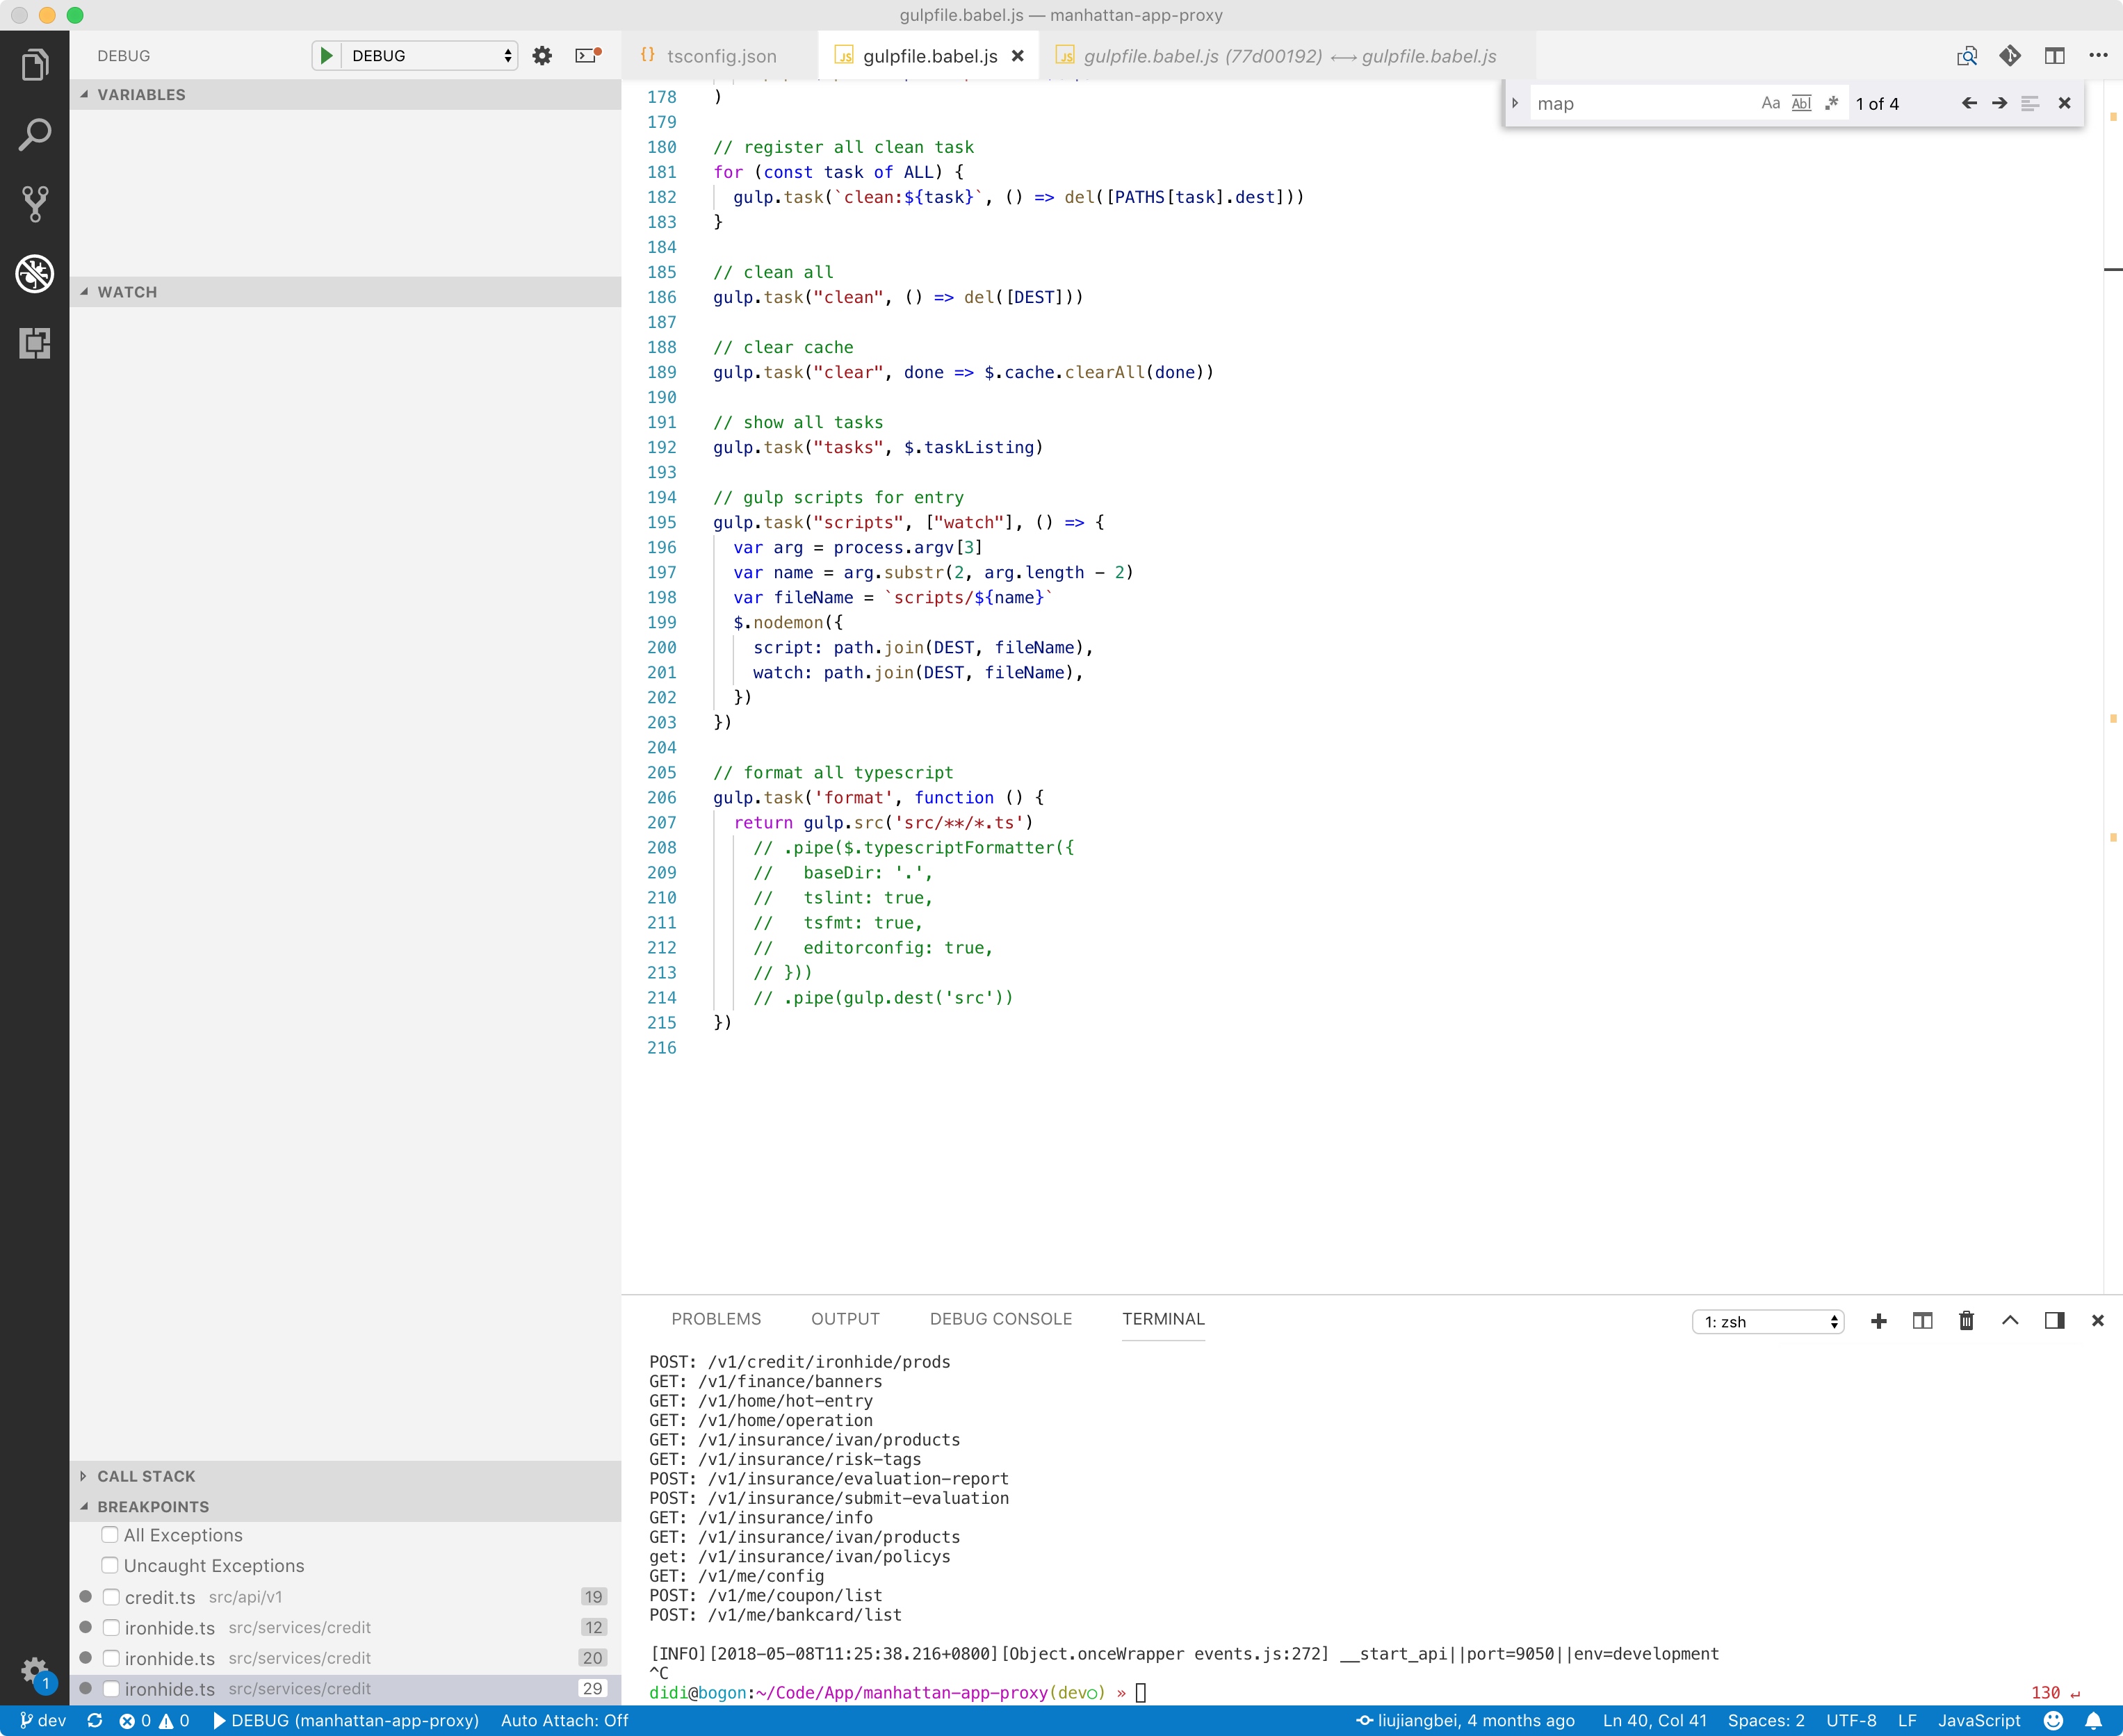 gulpfile.babel.js — manhattan-app-proxy
DEBUG
DEBUG
tsconfig.json
JS gulpfile.babel.js
JS gulpfile.babel.js (77d00192) ⟷ gulpfile.babel.js
VARIABLES
WATCH
CALL STACK
BREAKPOINTS
All Exceptions
Uncaught Exceptions
credit.ts src/api/v1 19
ironhide.ts src/services/credit 12
ironhide.ts src/services/credit 20
ironhide.ts src/services/credit 29
map Aa Abl .* 1 of 4
178 )
179
180 // register all clean task
181 for (const task of ALL) {
182   gulp.task(`clean:${task}`, () => del([PATHS[task].dest]))
183 }
184
185 // clean all
186 gulp.task("clean", () => del([DEST]))
187
188 // clear cache
189 gulp.task("clear", done => $.cache.clearAll(done))
190
191 // show all tasks
192 gulp.task("tasks", $.taskListing)
193
194 // gulp scripts for entry
195 gulp.task("scripts", ["watch"], () => {
196   var arg = process.argv[3]
197   var name = arg.substr(2, arg.length - 2)
198   var fileName = `scripts/${name}`
199   $.nodemon({
200     script: path.join(DEST, fileName),
201     watch: path.join(DEST, fileName),
202   })
203 })
204
205 // format all typescript
206 gulp.task('format', function () {
207   return gulp.src('src/**/*.ts')
208     // .pipe($.typescriptFormatter({
209     //   baseDir: '.',
210     //   tslint: true,
211     //   tsfmt: true,
212     //   editorconfig: true,
213     // }))
214     // .pipe(gulp.dest('src'))
215 })
216
PROBLEMS OUTPUT DEBUG CONSOLE TERMINAL 1: zsh
POST: /v1/credit/ironhide/prods
GET: /v1/finance/banners
GET: /v1/home/hot-entry
GET: /v1/home/operation
GET: /v1/insurance/ivan/products
GET: /v1/insurance/risk-tags
POST: /v1/insurance/evaluation-report
POST: /v1/insurance/submit-evaluation
GET: /v1/insurance/info
GET: /v1/insurance/ivan/products
get: /v1/insurance/ivan/policys
GET: /v1/me/config
POST: /v1/me/coupon/list
POST: /v1/me/bankcard/list
[INFO][2018-05-08T11:25:38.216+0800][Object.onceWrapper events.js:272] __start_api||port=9050||env=development
^C
didi@bogon:~/Code/App/manhattan-app-proxy(dev○) » 130 ↵
1
dev 0 0 DEBUG (manhattan-app-proxy) Auto Attach: Off liujiangbei, 4 months ago Ln 40, Col 41 Spaces: 2 UTF-8 LF JavaScript